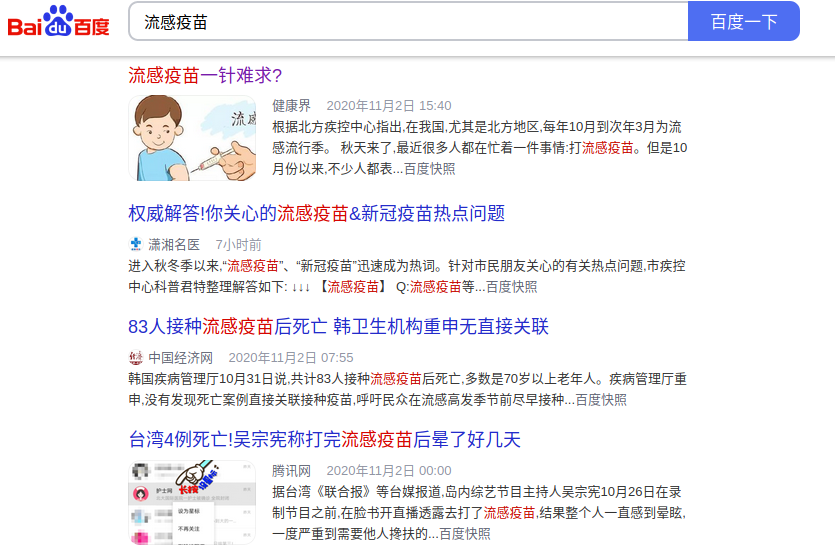 Bai du 百度
流感疫苗
百度一下
流感疫苗一针难求?
流感
健康界 2020年11月2日 15:40
根据北方疾控中心指出,在我国,尤其是北方地区,每年10月到次年3月为流
感流行季。 秋天来了,最近很多人都在忙着一件事情:打流感疫苗。但是10
月份以来,不少人都表...百度快照
权威解答!你关心的流感疫苗&新冠疫苗热点问题
潇湘名医 7小时前
进入秋冬季以来,“流感疫苗”、“新冠疫苗”迅速成为热词。针对市民朋友关心的有关热点问题,市疾控
中心科普君特整理解答如下: ↓↓↓ 【流感疫苗】 Q:流感疫苗等...百度快照
83人接种流感疫苗后死亡 韩卫生机构重申无直接关联
中国经济网 2020年11月2日 07:55
韩国疾病管理厅10月31日说,共计83人接种流感疫苗后死亡,多数是70岁以上老年人。疾病管理厅重
申,没有发现死亡案例直接关联接种疫苗,呼吁民众在流感高发季节前尽早接种...百度快照
台湾4例死亡!吴宗宪称打完流感疫苗后晕了好几天
护士网
长按
设为星标
不再关注
腾讯网 2020年11月2日 00:00
据台湾《联合报》等台媒报道,岛内综艺节目主持人吴宗宪10月26日在录
制节目之前,在脸书开直播透露去打了流感疫苗,结果整个人一直感到晕眩,
一度严重到需要他人搀扶的...百度快照